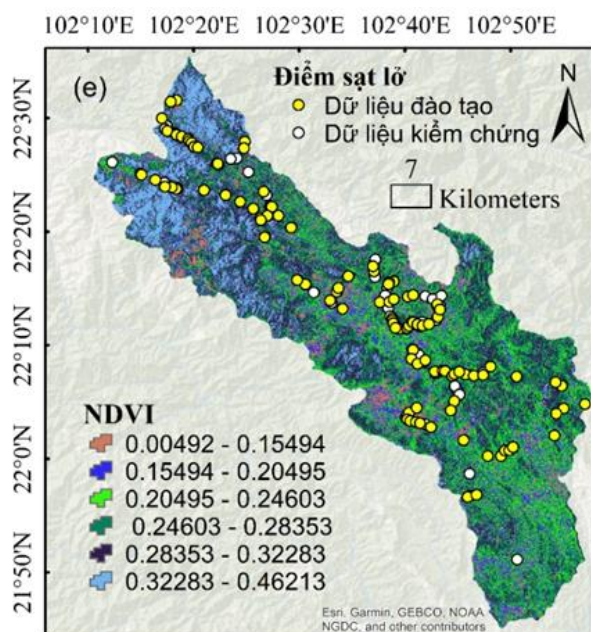 102°10'E 102°20'E 102°40'E 102°50'E
(e)
Điểm sạt lở
Dữ liệu đào tạo
Dữ liệu kiểm chứng
N
7
Kilometers
22°30'N
22°20'N
22°10'N
22°0'N
21°50'N
NDVI
0.00492 - 0.15494
0.15494 - 0.20495
0.20495 - 0.24603
0.24603 - 0.28353
0.28353 - 0.32283
0.32283 - 0.46213
Esri. Garmin, GEBCO, NOAA
NGDC, and other contributors